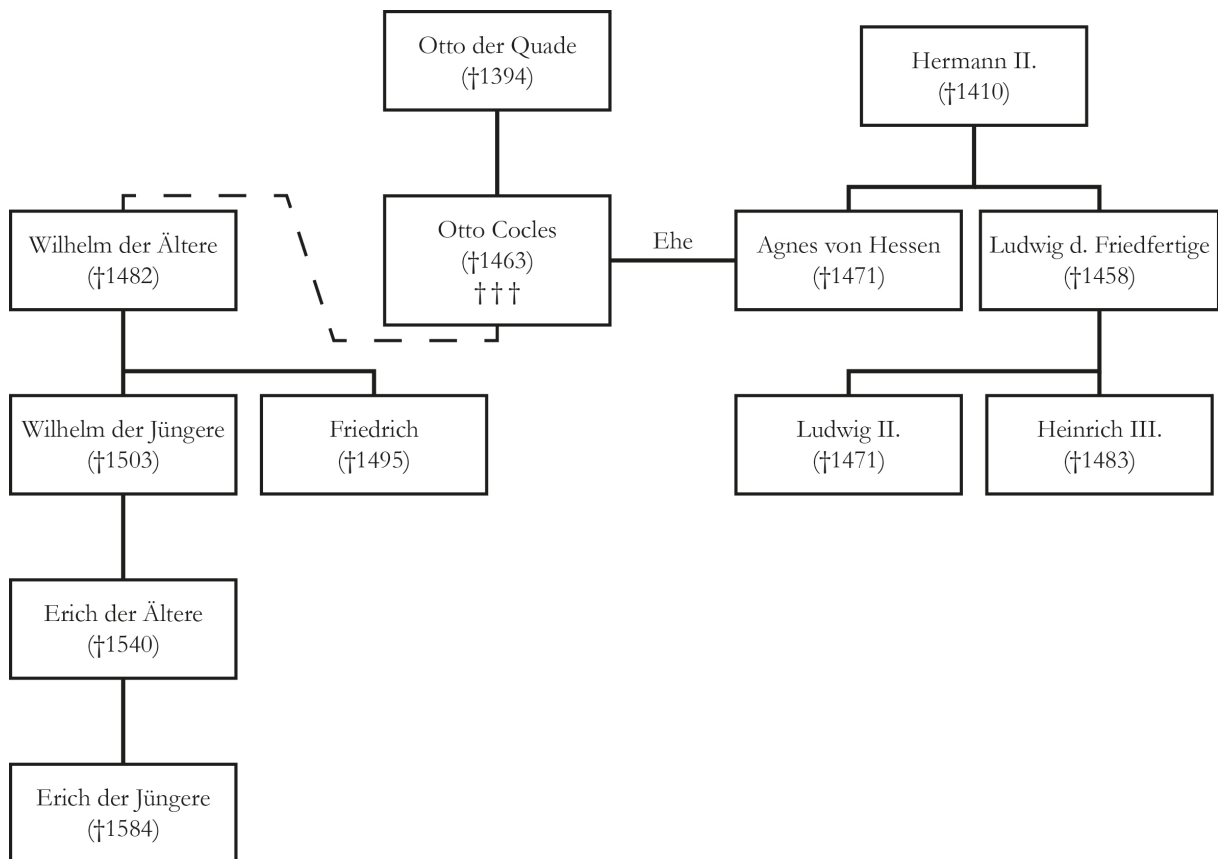 Otto der Quade
(†1394)
Hermann II.
(†1410)
Wilhelm der Ältere
(†1482)
Otto Cocles
(†1463)
†††
Ehe
Agnes von Hessen
(†1471)
Ludwig d. Friedfertige
(†1458)
Wilhelm der Jüngere
(†1503)
Friedrich
(†1495)
Ludwig II.
(†1471)
Heinrich III.
(†1483)
Erich der Ältere
(†1540)
Erich der Jüngere
(†1584)